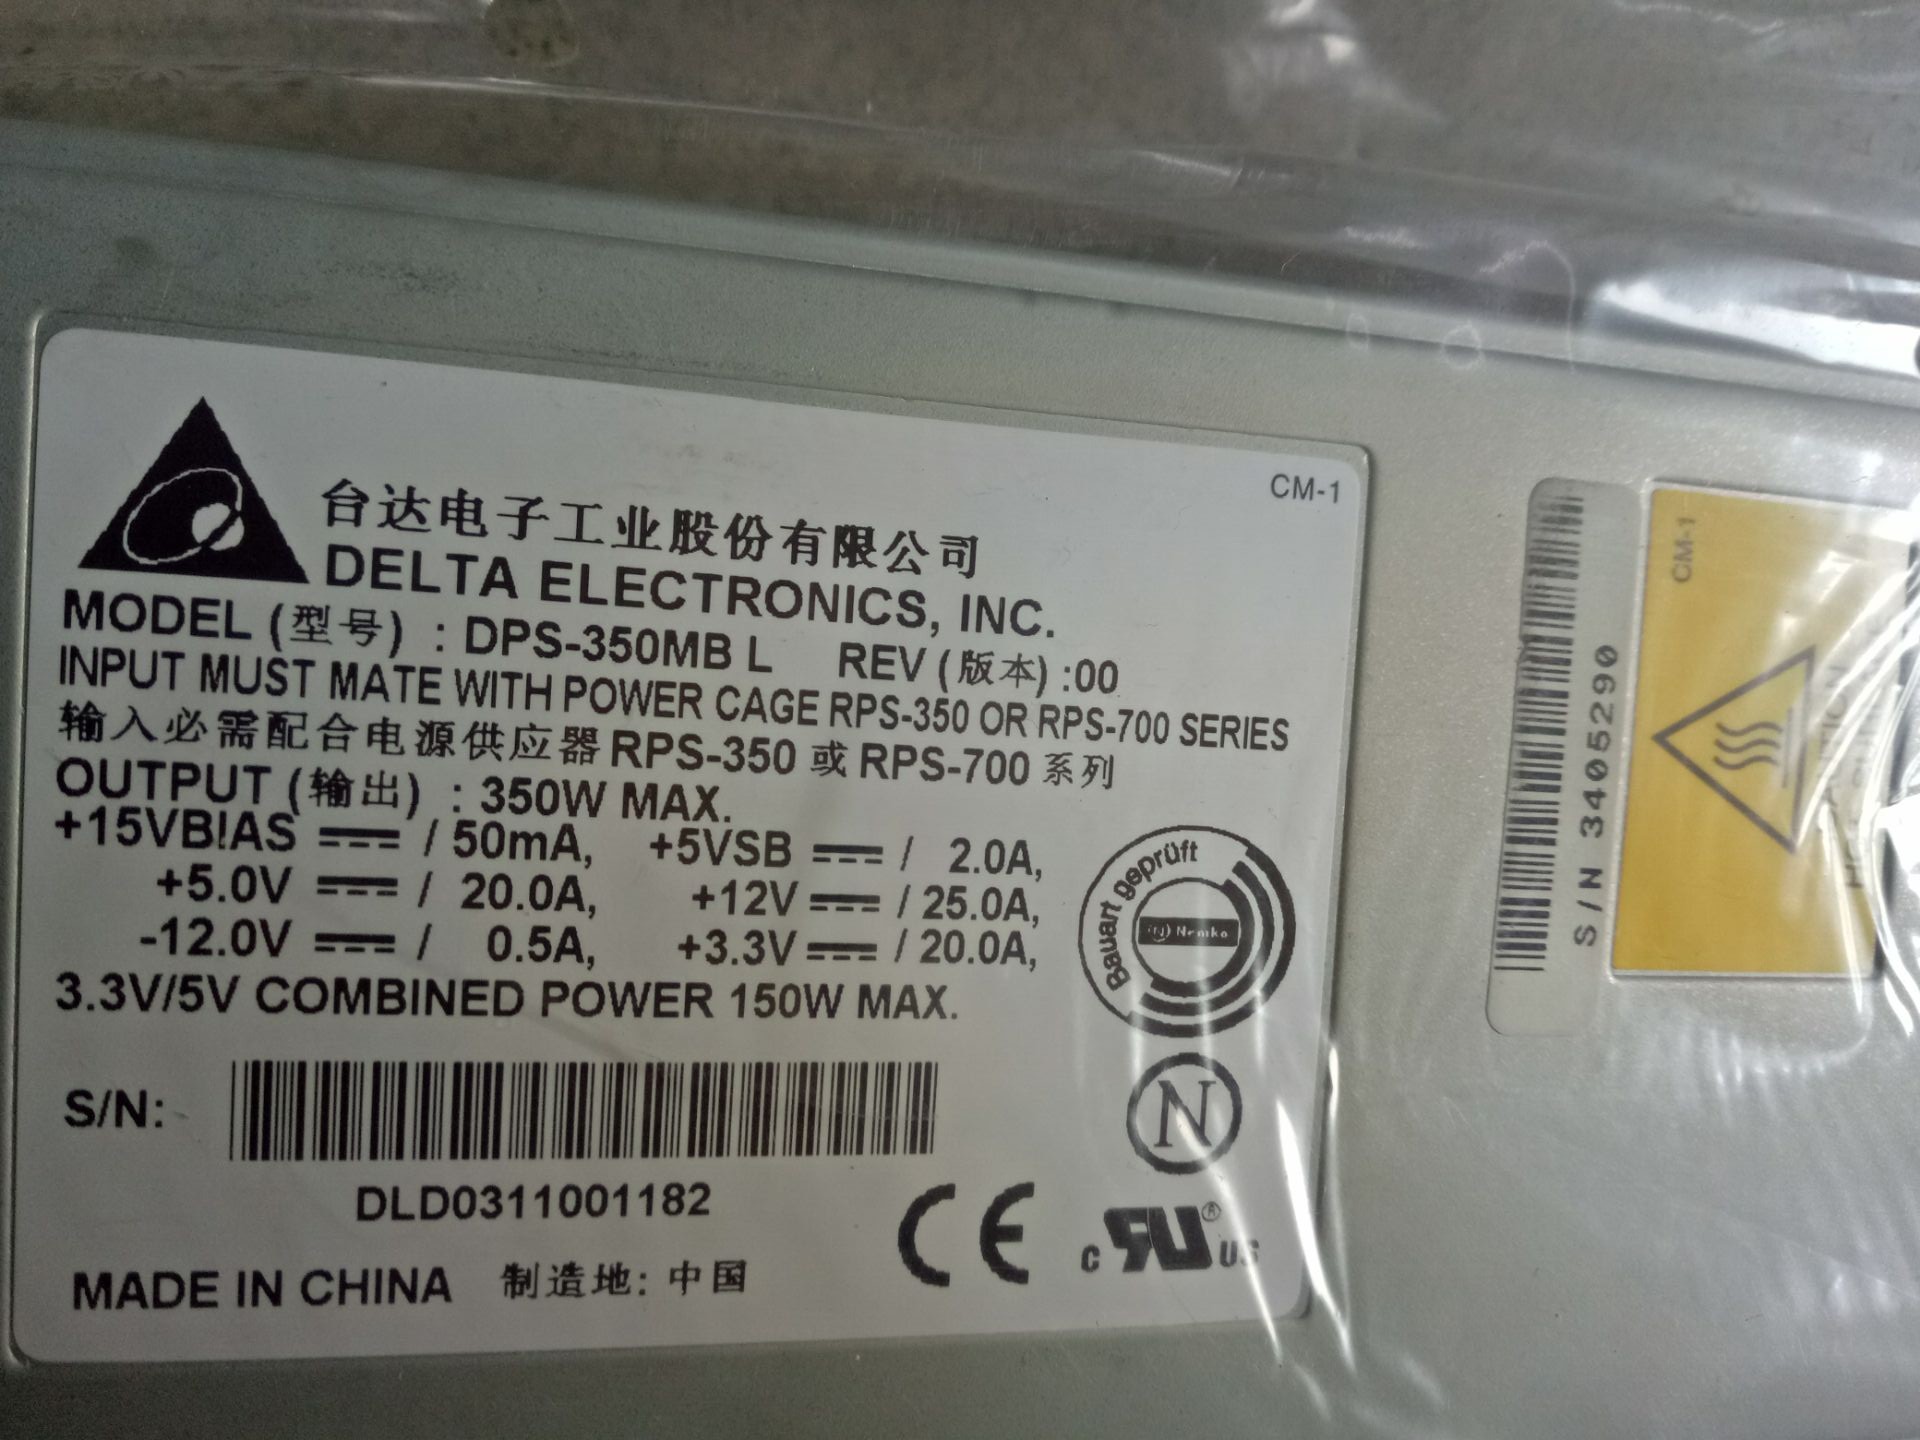 CM-1
台达电子工业股份有限公司
DELTA ELECTRONICS, INC.
MODEL (型号) : DPS-350MB L REV (版本) :00
INPUT MUST MATE WITH POWER CAGE RPS-350 OR RPS-700 SERIES
输入必需配合电源供应器 RPS-350 或 RPS-700 系列
OUTPUT (输出) : 350W MAX.
+15VBIAS ⎓ / 50mA, +5VSB ⎓ / 2.0A,
+5.0V ⎓ / 20.0A, +12V ⎓ / 25.0A,
-12.0V ⎓ / 0.5A, +3.3V ⎓ / 20.0A,
3.3V/5V COMBINED POWER 150W MAX.
Bauart geprüft
N Nemko
N
S/N:
DLD0311001182
MADE IN CHINA 制造地: 中国
CE
c RU® US
S/N 34052290
CM-1